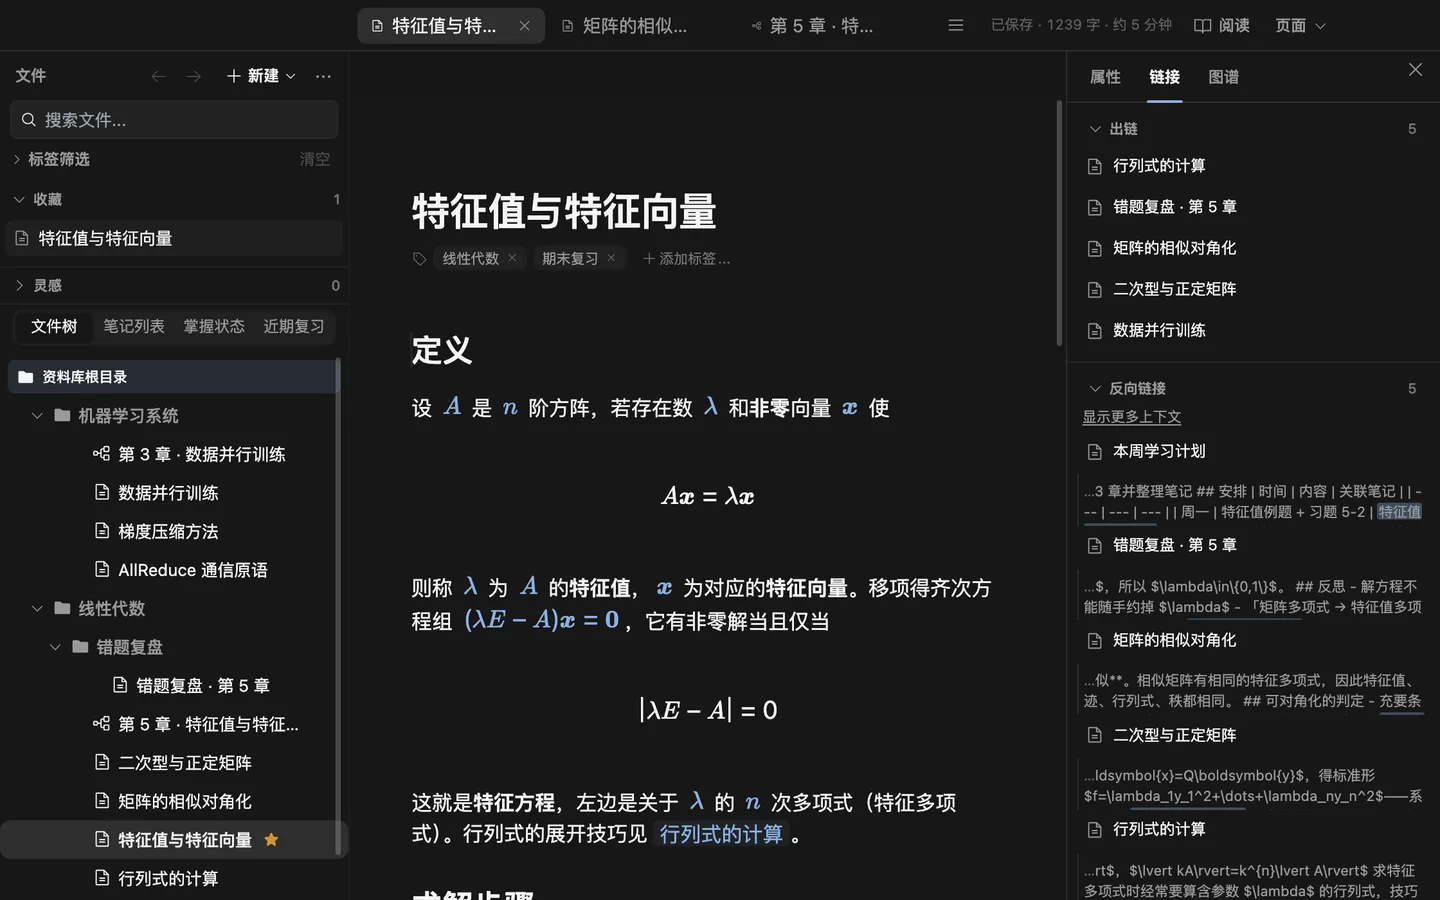 特征值与特...
矩阵的相似...
第 5 章 · 特...
已保存 · 1239 字 · 约 5 分钟
阅读
页面
文件
新建
搜索文件...
标签筛选
清空
收藏
1
特征值与特征向量
灵感
0
文件树
笔记列表
掌握状态
近期复习
资料库根目录
机器学习系统
第 3 章 · 数据并行训练
数据并行训练
梯度压缩方法
AllReduce 通信原语
线性代数
错题复盘
错题复盘 · 第 5 章
第 5 章 · 特征值与特征...
二次型与正定矩阵
矩阵的相似对角化
特征值与特征向量
行列式的计算
特征值与特征向量
线性代数 ×
期末复习 ×
+ 添加标签...
定义
设 A 是 n 阶方阵，若存在数 λ 和非零向量 x 使
Ax = λx
则称 λ 为 A 的特征值， x 为对应的特征向量。移项得齐次方
程组 (λE − A)x = 0 ，它有非零解当且仅当
|λE − A| = 0
这就是特征方程，左边是关于 λ 的 n 次多项式（特征多项
式）。行列式的展开技巧见 行列式的计算 。
属性
链接
图谱
出链
5
行列式的计算
错题复盘 · 第 5 章
矩阵的相似对角化
二次型与正定矩阵
数据并行训练
反向链接
5
显示更多上下文
本周学习计划
...3 章并整理笔记 ## 安排 | 时间 | 内容 | 关联笔记 | | -
-- | --- | --- | | 周一 | 特征值例题 + 习题 5-2 | 特征值
错题复盘 · 第 5 章
...$，所以 $\lambda\in\{0,1\}$。 ## 反思 - 解方程不
能随手约掉 $\lambda$ - 「矩阵多项式 → 特征值多项
矩阵的相似对角化
...似**。相似矩阵有相同的特征多项式，因此特征值、
迹、行列式、秩都相同。 ## 可对角化的判定 - 充要条
二次型与正定矩阵
...ldsymbol{x}=Q\boldsymbol{y}$，得标准形
$f=\lambda_1y_1^2+\dots+\lambda_ny_n^2$——系
行列式的计算
...rt$，$\lvert kA\rvert=k^{n}\lvert A\rvert$ 求特征
多项式时经常要算含参数 $\lambda$ 的行列式，技巧